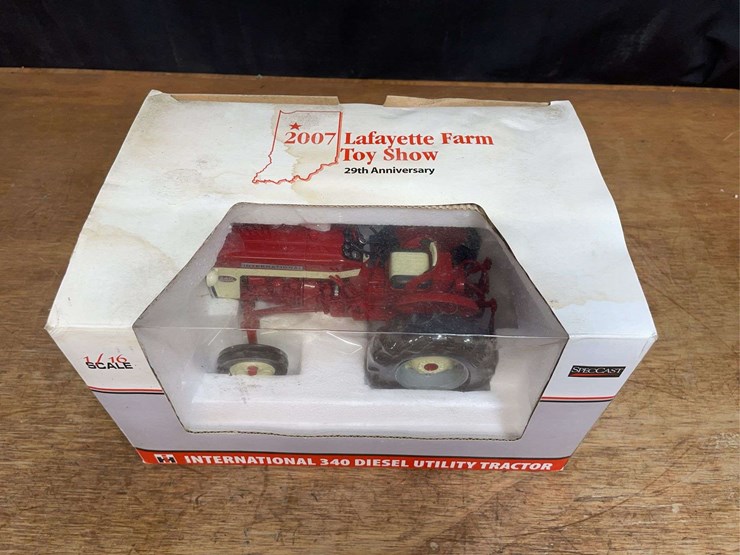 2007 Lafayette Farm
Toy Show
29th Anniversary
1/16
SCALE
SPECCAST
INTERNATIONAL 340 DIESEL UTILITY TRACTOR